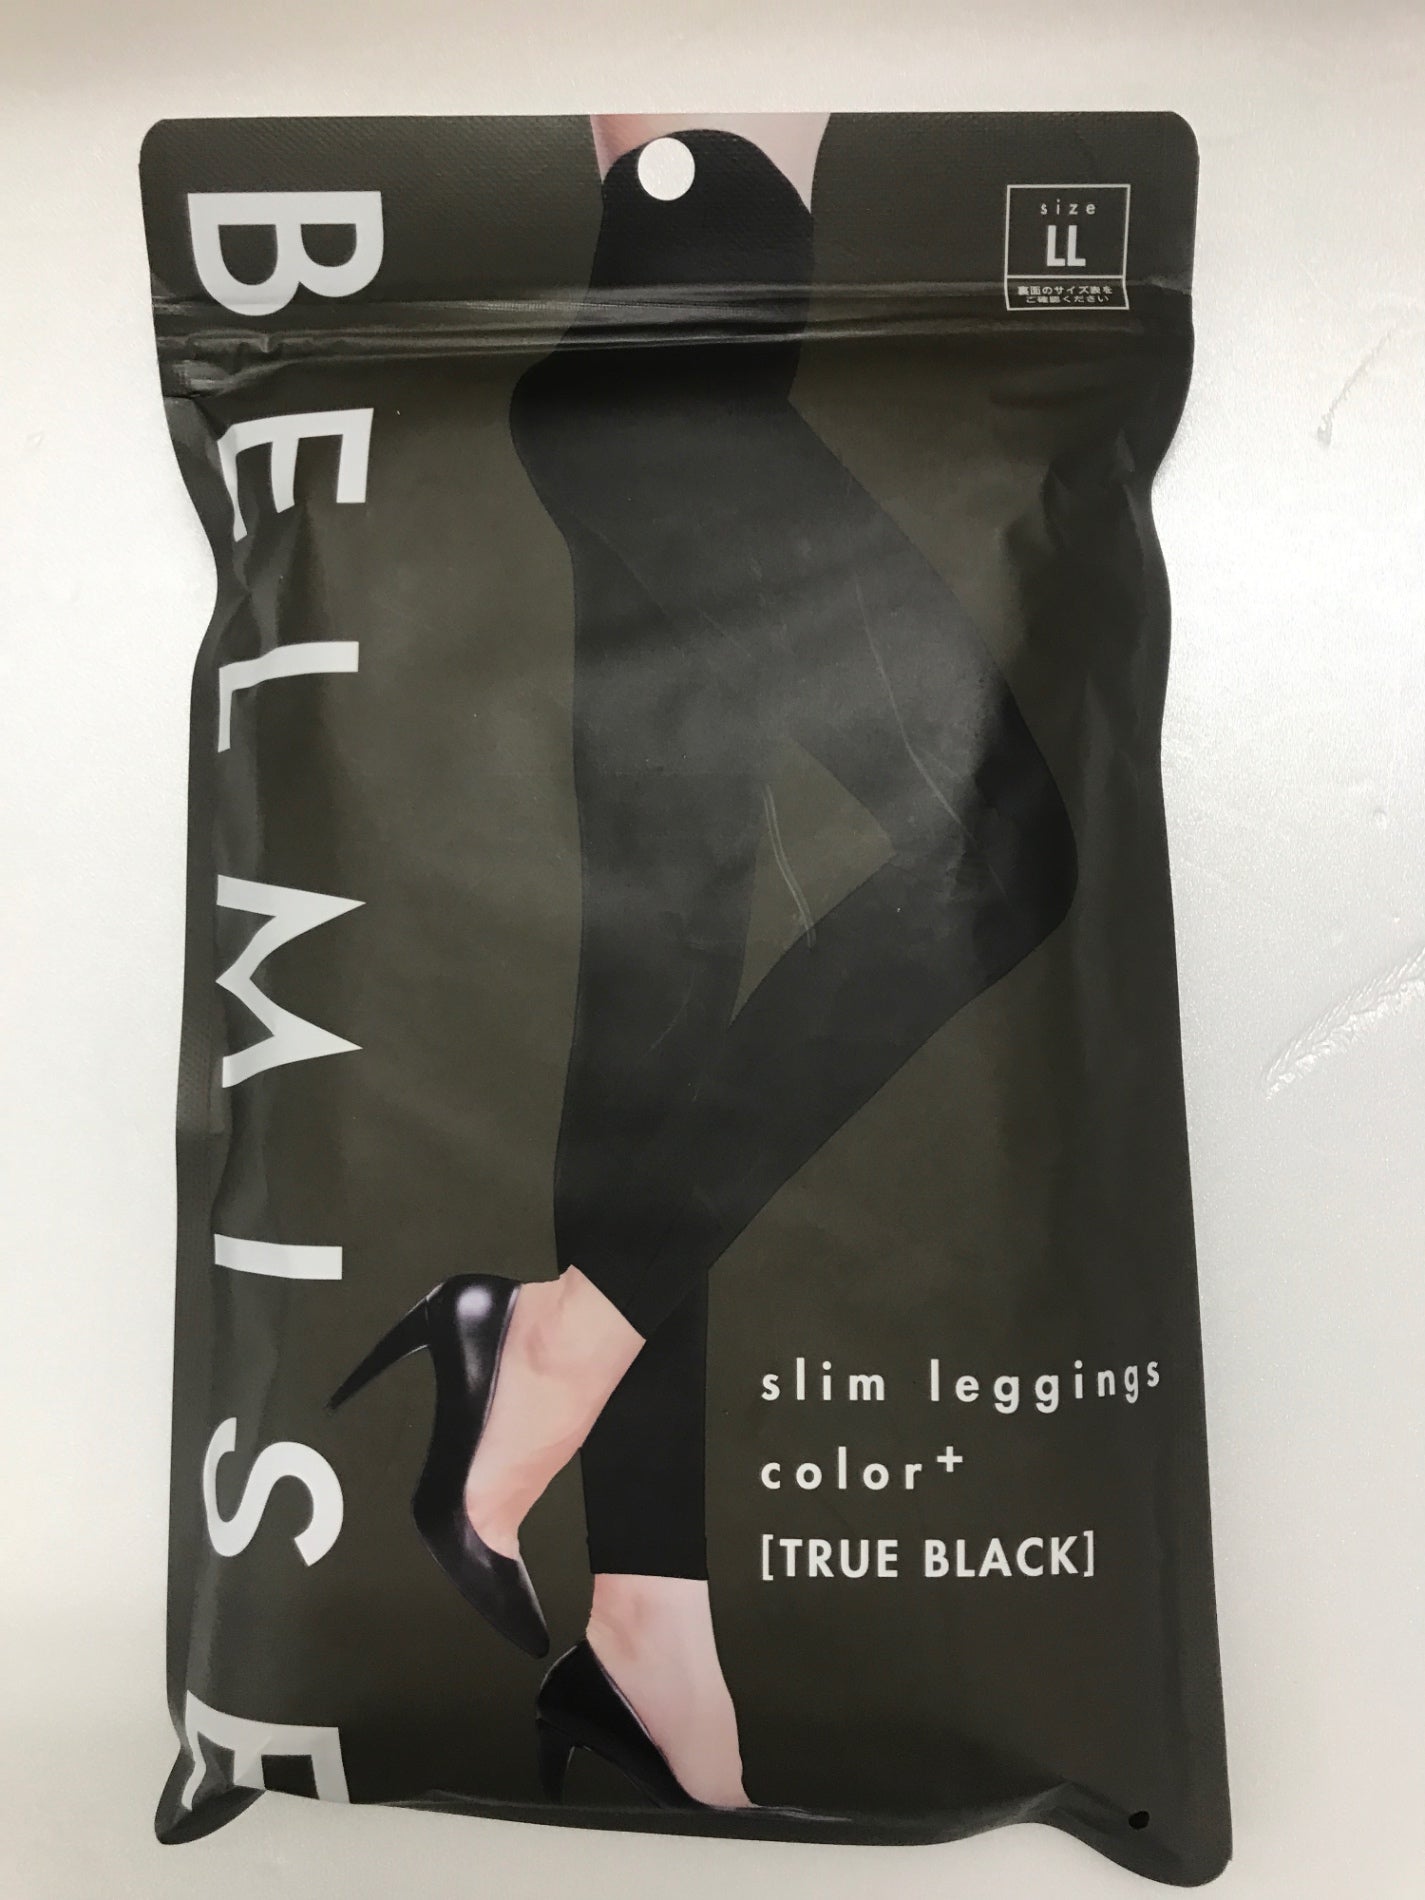 BELMISE
size
LL
裏面のサイズ表を
ご確認ください
slim leggings
color+
[TRUE BLACK]